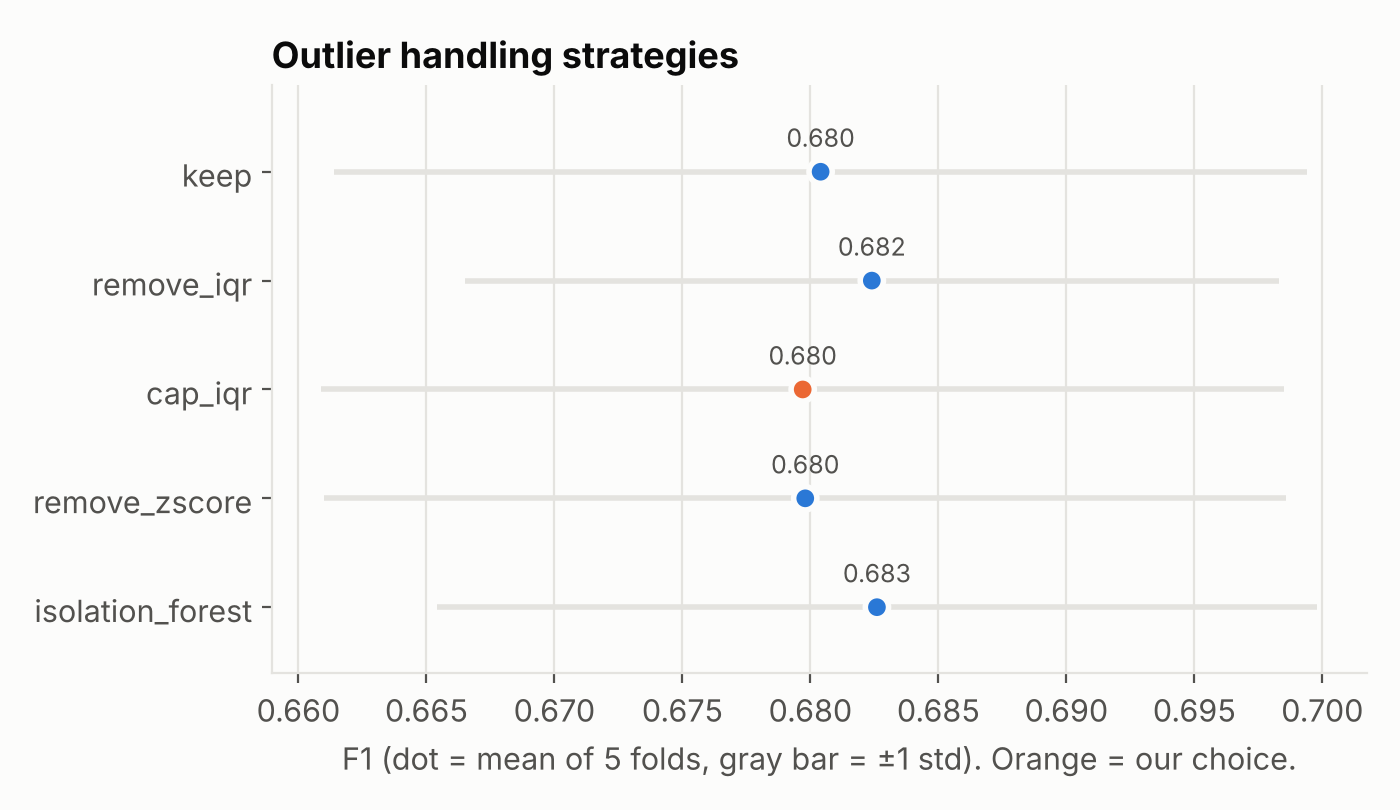 Outlier handling strategies
0.680
keep
0.682
remove_iqr
0.680
cap_iqr
0.680
remove_zscore
0.683
isolation_forest
0.660 0.665 0.670 0.675 0.680 0.685 0.690 0.695 0.700
F1 (dot = mean of 5 folds, gray bar = ±1 std). Orange = our choice.